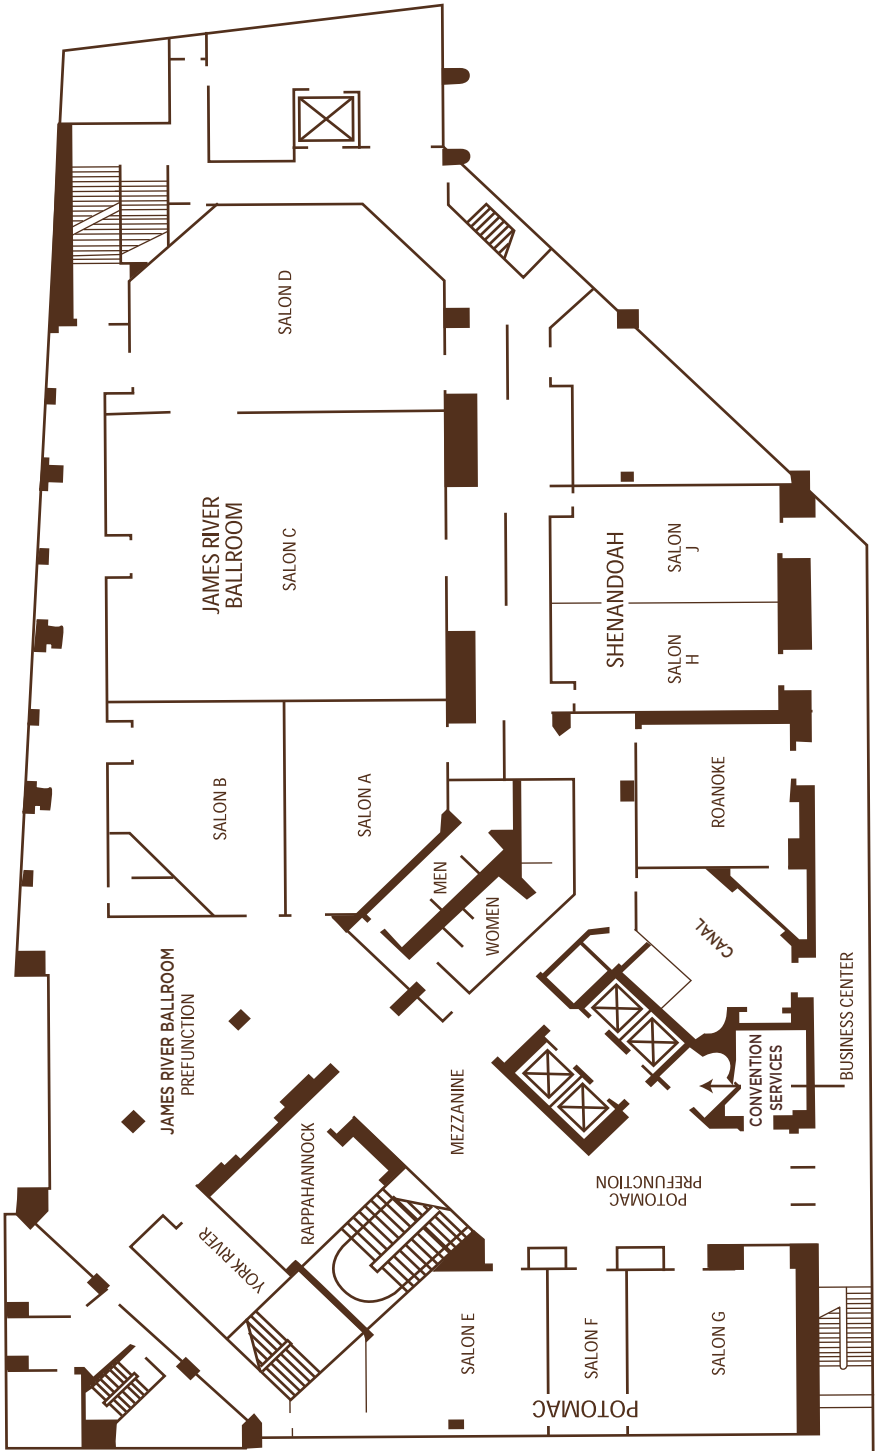 SALON D
JAMES RIVER
BALLROOM
SALON C
SHENANDOAH
SALON
J
SALON
H
SALON B
SALON A
ROANOKE
MEN
WOMEN
CANAL
JAMES RIVER BALLROOM
PREFUNCTION
BUSINESS CENTER
CONVENTION
SERVICES
MEZZANINE
RAPPAHANNOCK
POTOMAC
PREFUNCTION
YORK RIVER
SALON E
SALON F
SALON G
POTOMAC